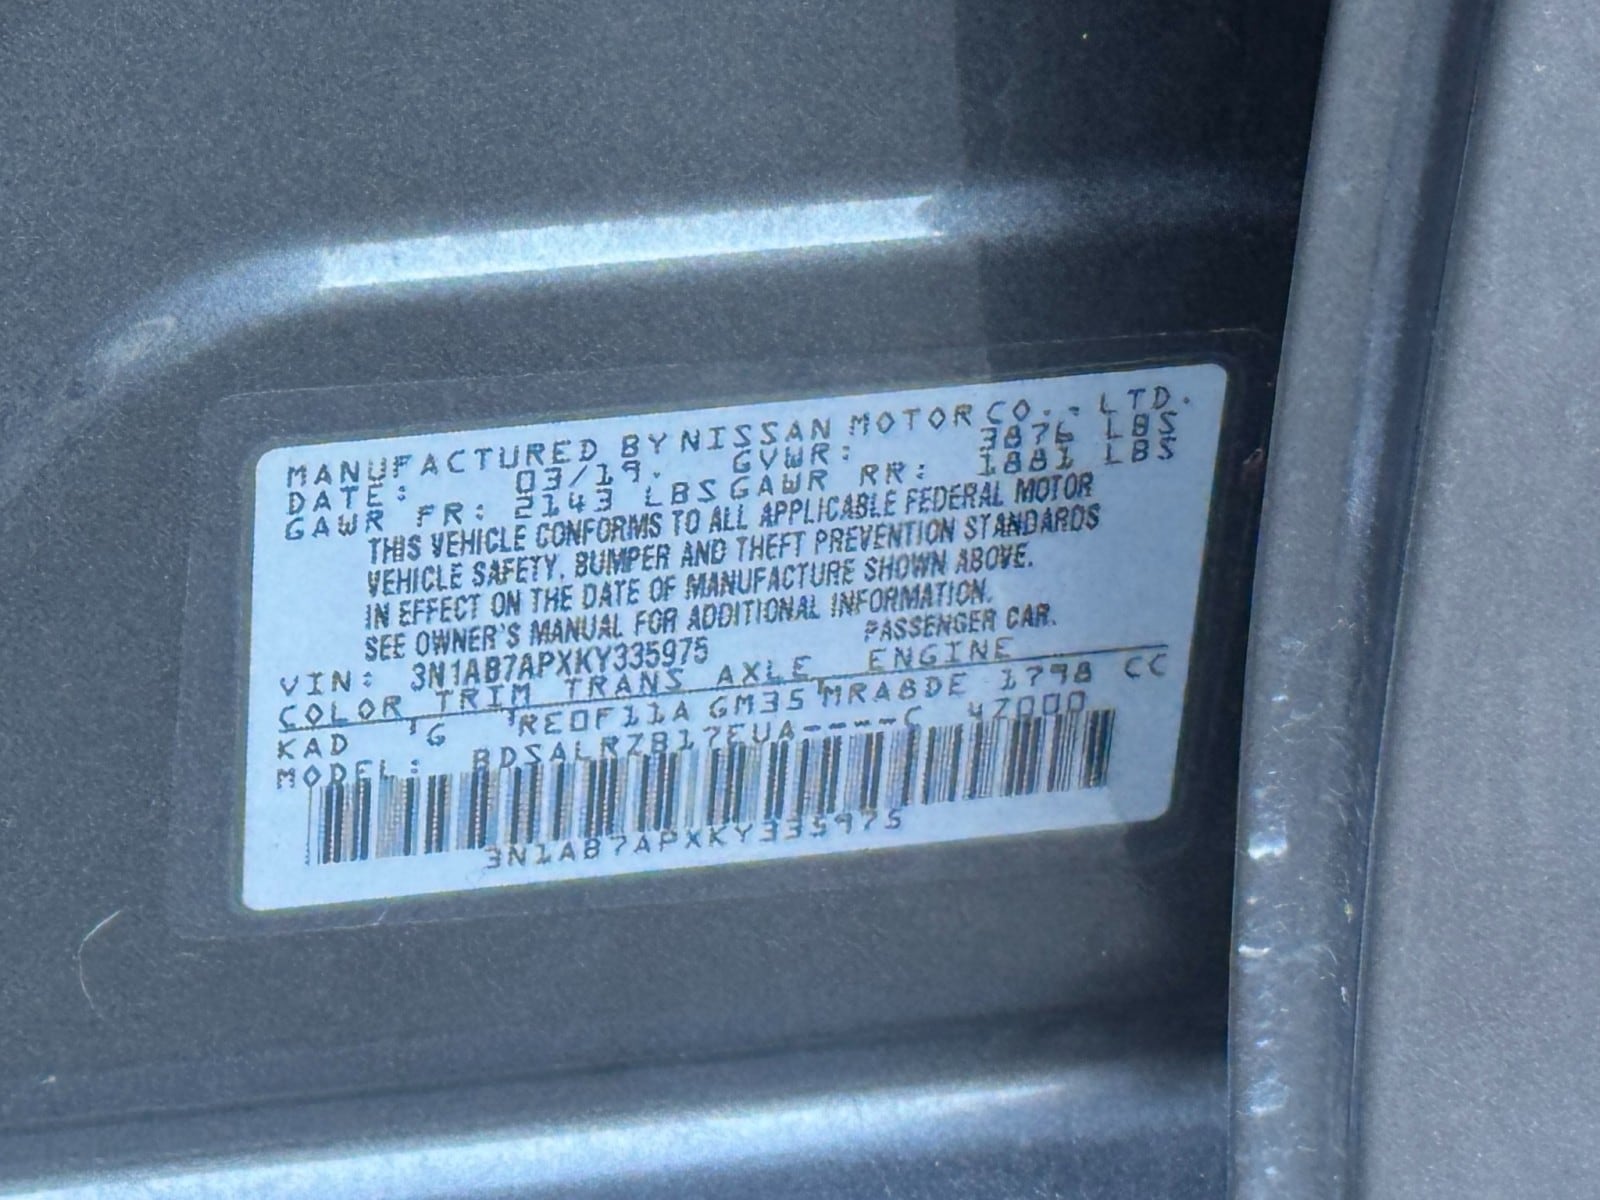 MANUFACTURED BY NISSAN MOTOR CO., LTD.
DATE: 03/19. GVWR: 3876 LBS
GAWR FR: 2143 LBS GAWR RR: 1881 LBS
THIS VEHICLE CONFORMS TO ALL APPLICABLE FEDERAL MOTOR
VEHICLE SAFETY, BUMPER AND THEFT PREVENTION STANDARDS
IN EFFECT ON THE DATE OF MANUFACTURE SHOWN ABOVE.
SEE OWNER'S MANUAL FOR ADDITIONAL INFORMATION.
VIN: 3N1AB7APXKY335975 PASSENGER CAR.
COLOR TRIM TRANS AXLE ENGINE
KAD G RE0F11A GM35 MRA8DE 1798 CC
MODEL: BDSALRZB17EUA----C 4Z000
3N1AB7APXKY335975